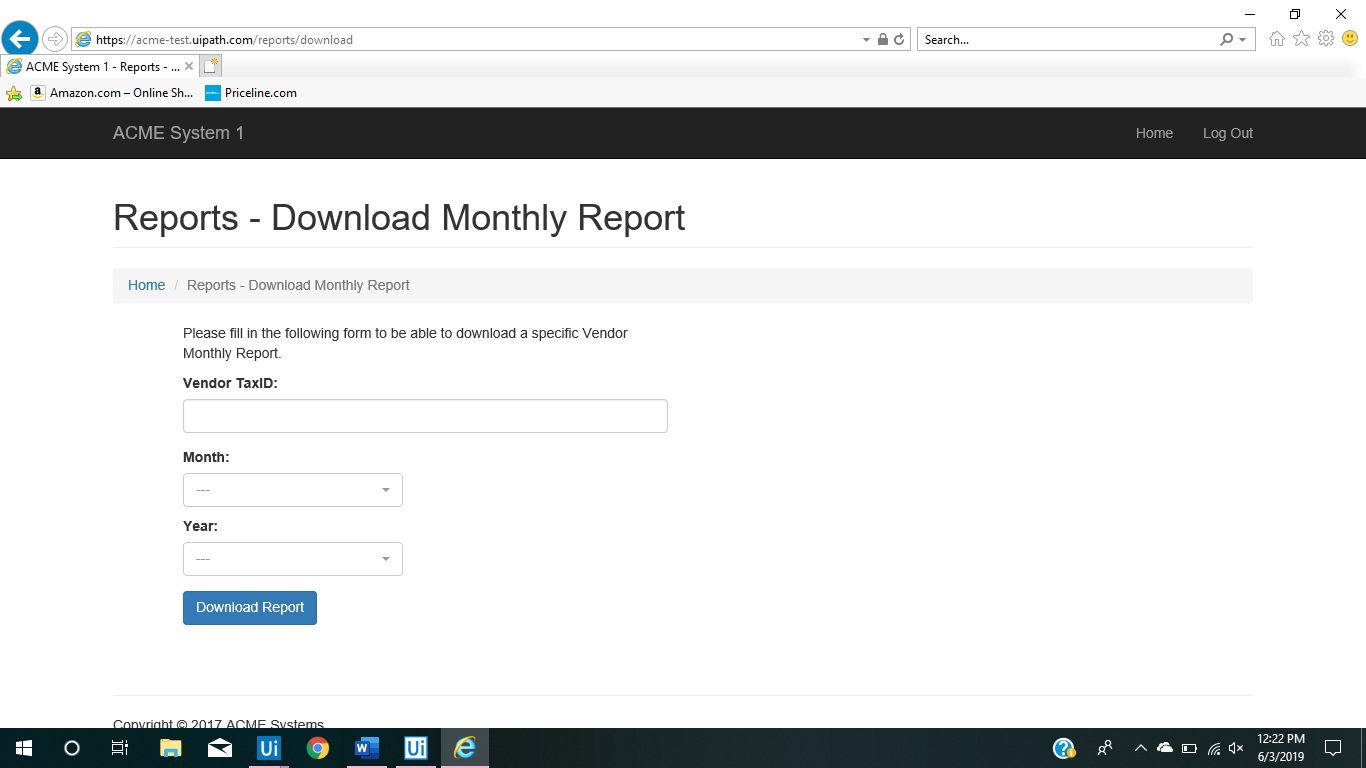 https://acme-test.uipath.com/reports/download
Search...
ACME System 1 - Reports - ...
Amazon.com – Online Sh...
Priceline.com
ACME System 1
Home
Log Out
Reports - Download Monthly Report
Home / Reports - Download Monthly Report
Please fill in the following form to be able to download a specific Vendor
Monthly Report.
Vendor TaxID:
Month:
---
Year:
---
Download Report
Copyright © 2017 ACME Systems
12:22 PM
6/3/2019